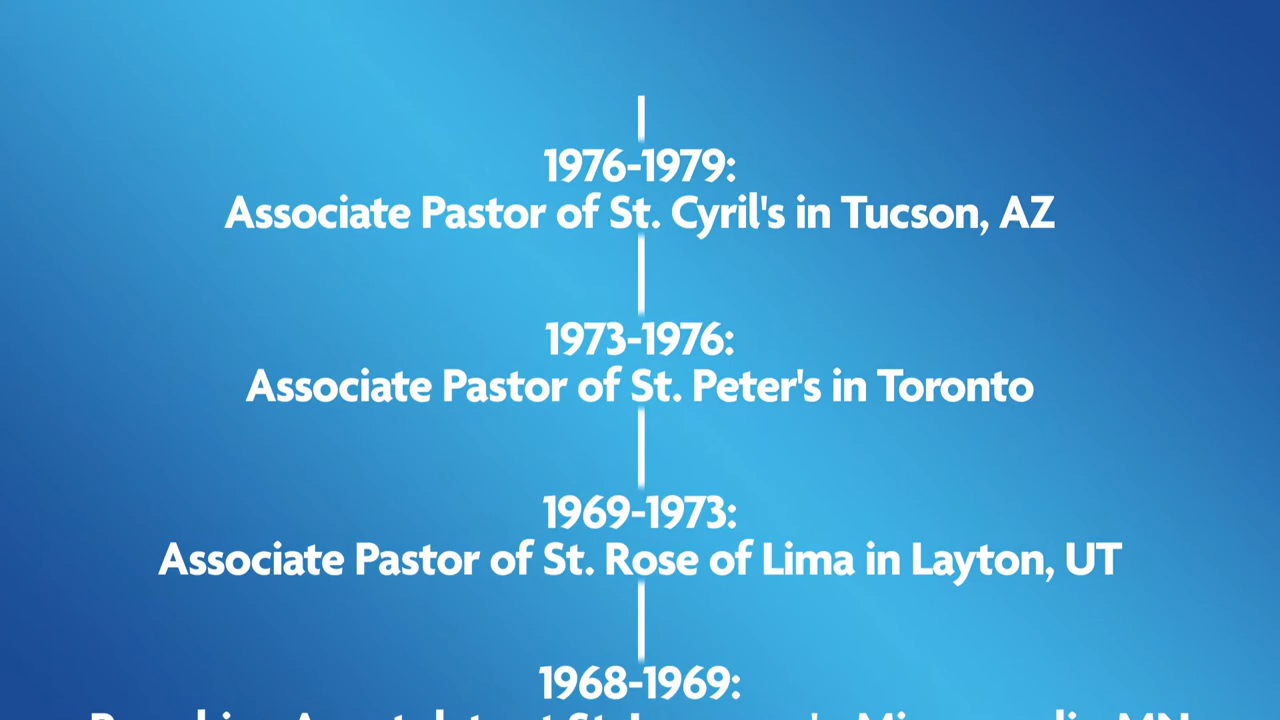 1976-1979:
Associate Pastor of St. Cyril's in Tucson, AZ
1973-1976:
Associate Pastor of St. Peter's in Toronto
1969-1973:
Associate Pastor of St. Rose of Lima in Layton, UT
1968-1969: